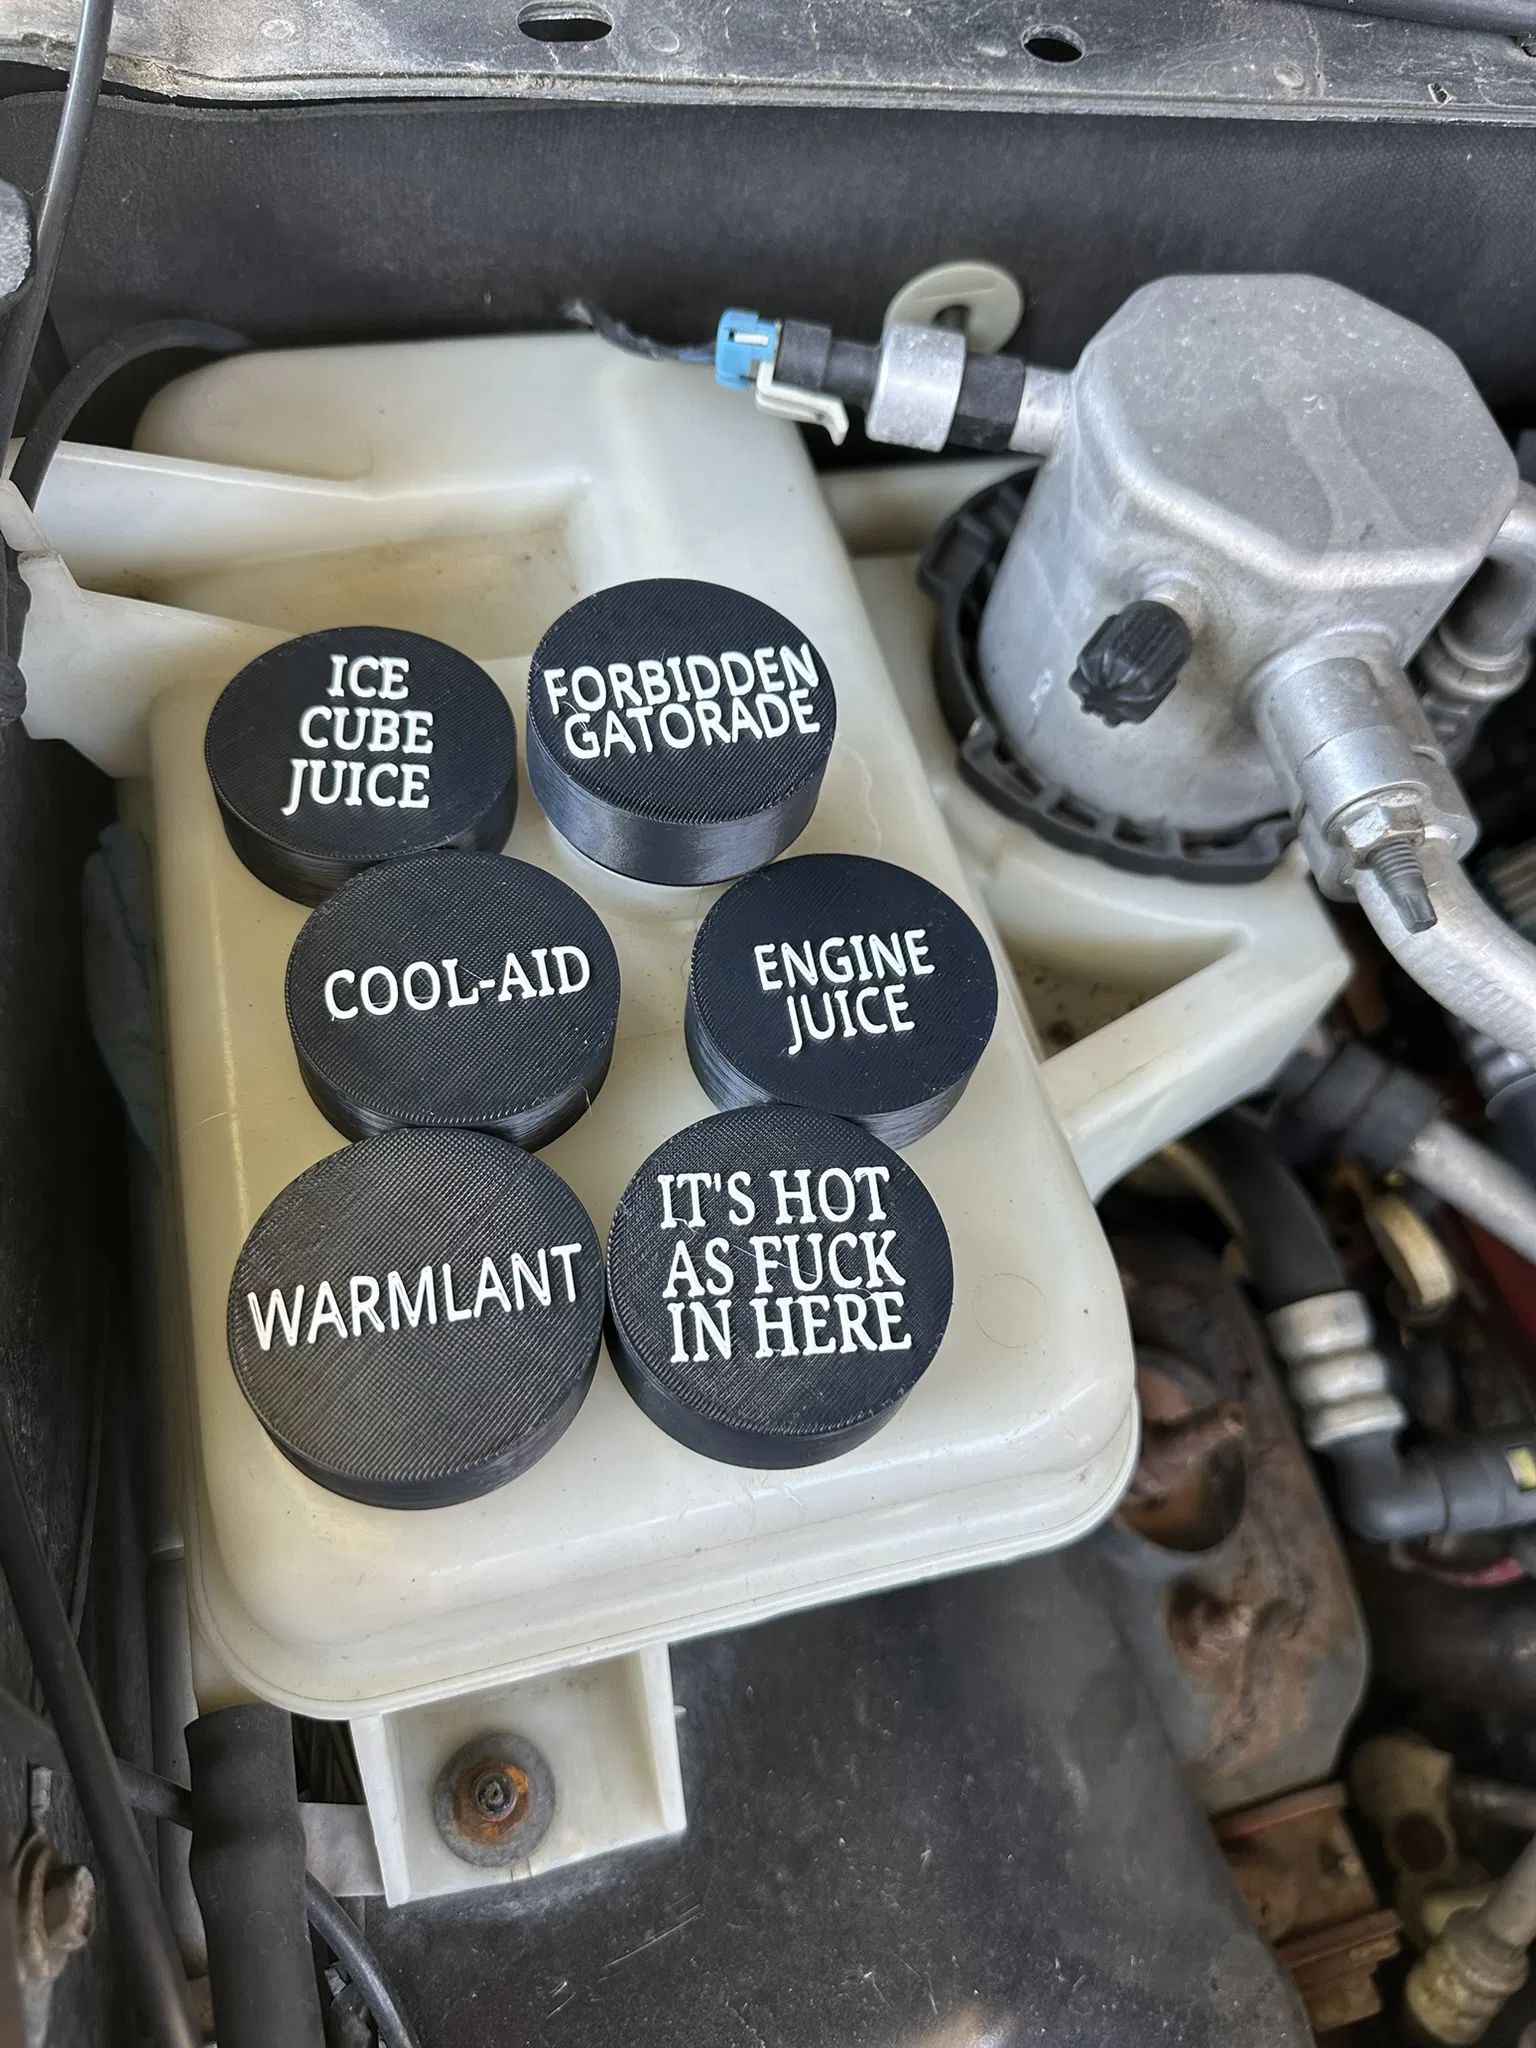 ICE
CUBE
JUICE
FORBIDDEN
GATORADE
COOL-AID
ENGINE
JUICE
WARMLANT
IT'S HOT
AS FUCK
IN HERE